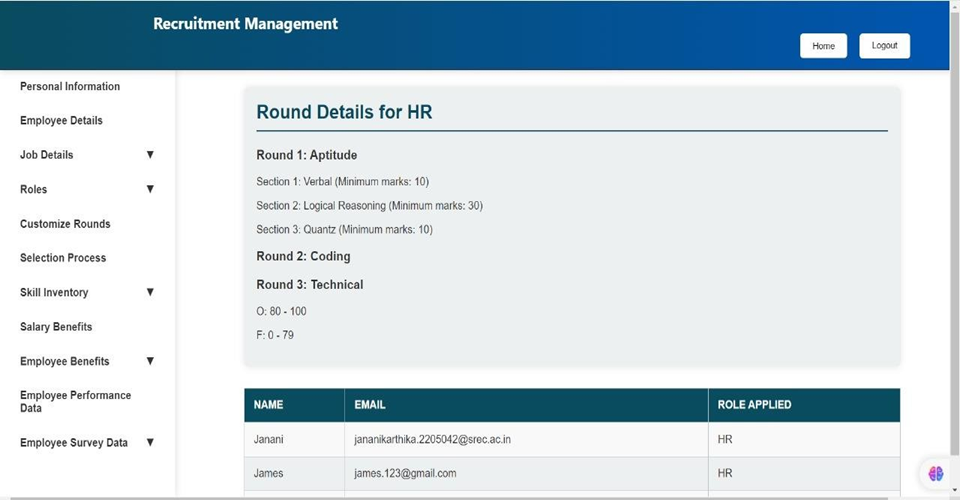 Recruitment Management
Home
Logout
Personal Information
Employee Details
Job Details ▼
Roles ▼
Customize Rounds
Selection Process
Skill Inventory ▼
Salary Benefits
Employee Benefits ▼
Employee Performance
Data
Employee Survey Data ▼
Round Details for HR
Round 1: Aptitude
Section 1: Verbal (Minimum marks: 10)
Section 2: Logical Reasoning (Minimum marks: 30)
Section 3: Quantz (Minimum marks: 10)
Round 2: Coding
Round 3: Technical
O: 80 - 100
F: 0 - 79
NAME EMAIL ROLE APPLIED
Janani jananikarthika.2205042@srec.ac.in HR
James james.123@gmail.com HR